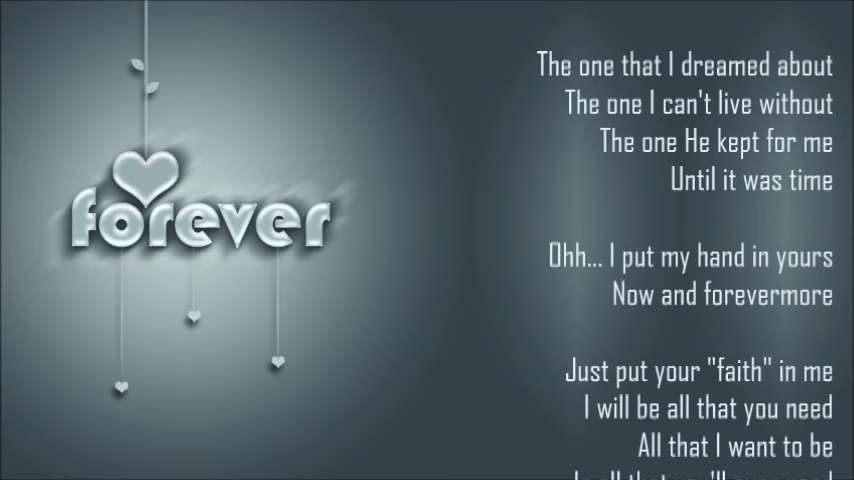 forever
The one that I dreamed about
The one I can't live without
The one He kept for me
Until it was time
Ohh... I put my hand in yours
Now and forevermore
Just put your "faith" in me
I will be all that you need
All that I want to be